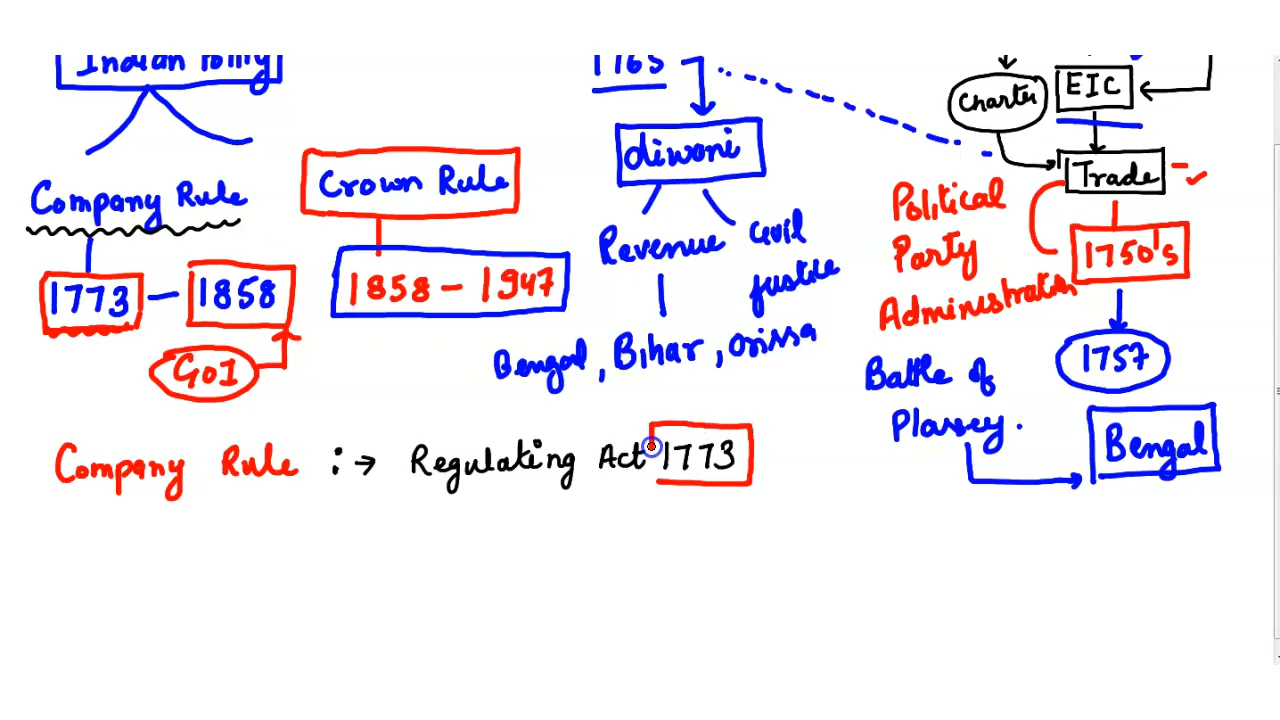 Indian Polity
Company Rule
1773 – 1858
GOI
Crown Rule
1858 – 1947
1765
diwani
Revenue
Civil
justice
Bengal, Bihar, Orissa
Charter
EIC
Trade
Political
Party
Administration
1750's
1757
Battle of
Plassey.
Bengal
Company Rule :→ Regulating Act 1773